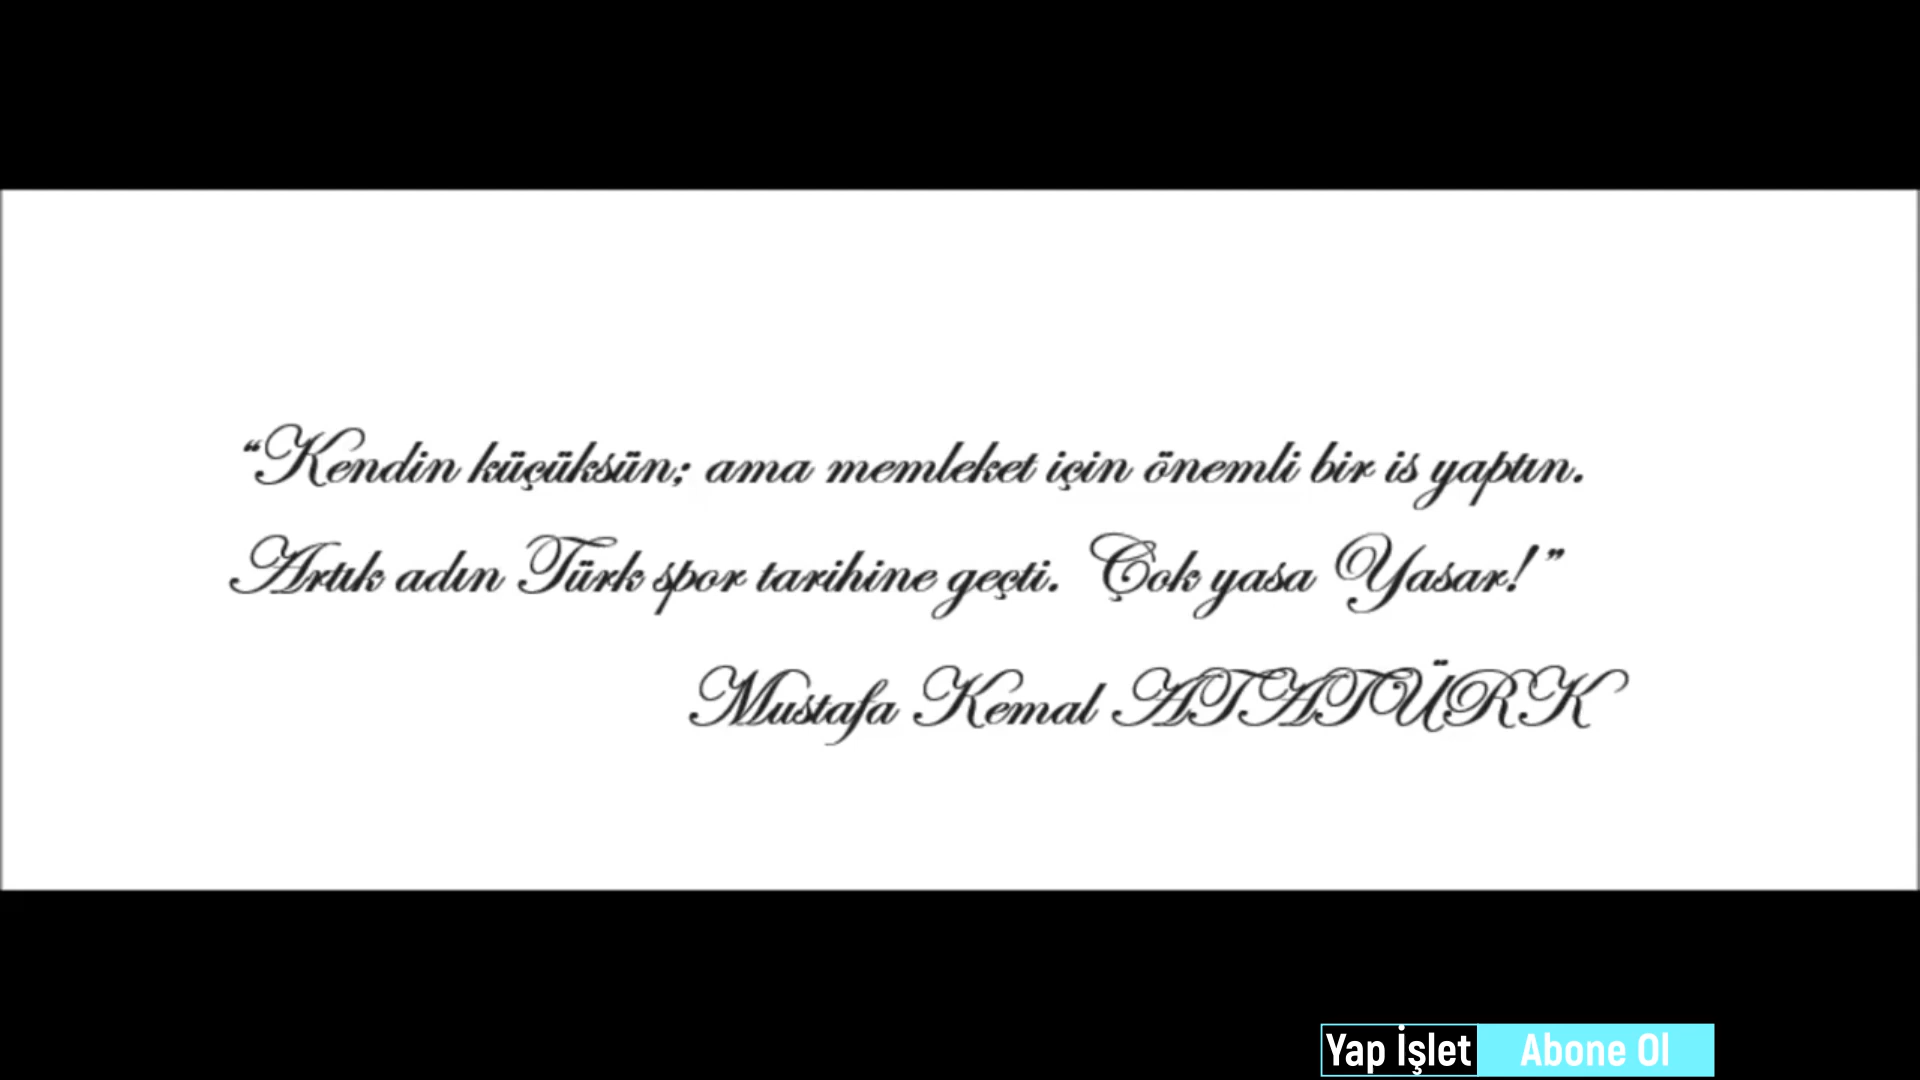 “Kendin küçüksün; ama memleket için önemli bir is yaptın.
Artık adın Türk spor tarihine geçti. Çok yasa Yasar!”
Mustafa Kemal ATATÜRK
Yap İşlet Abone Ol